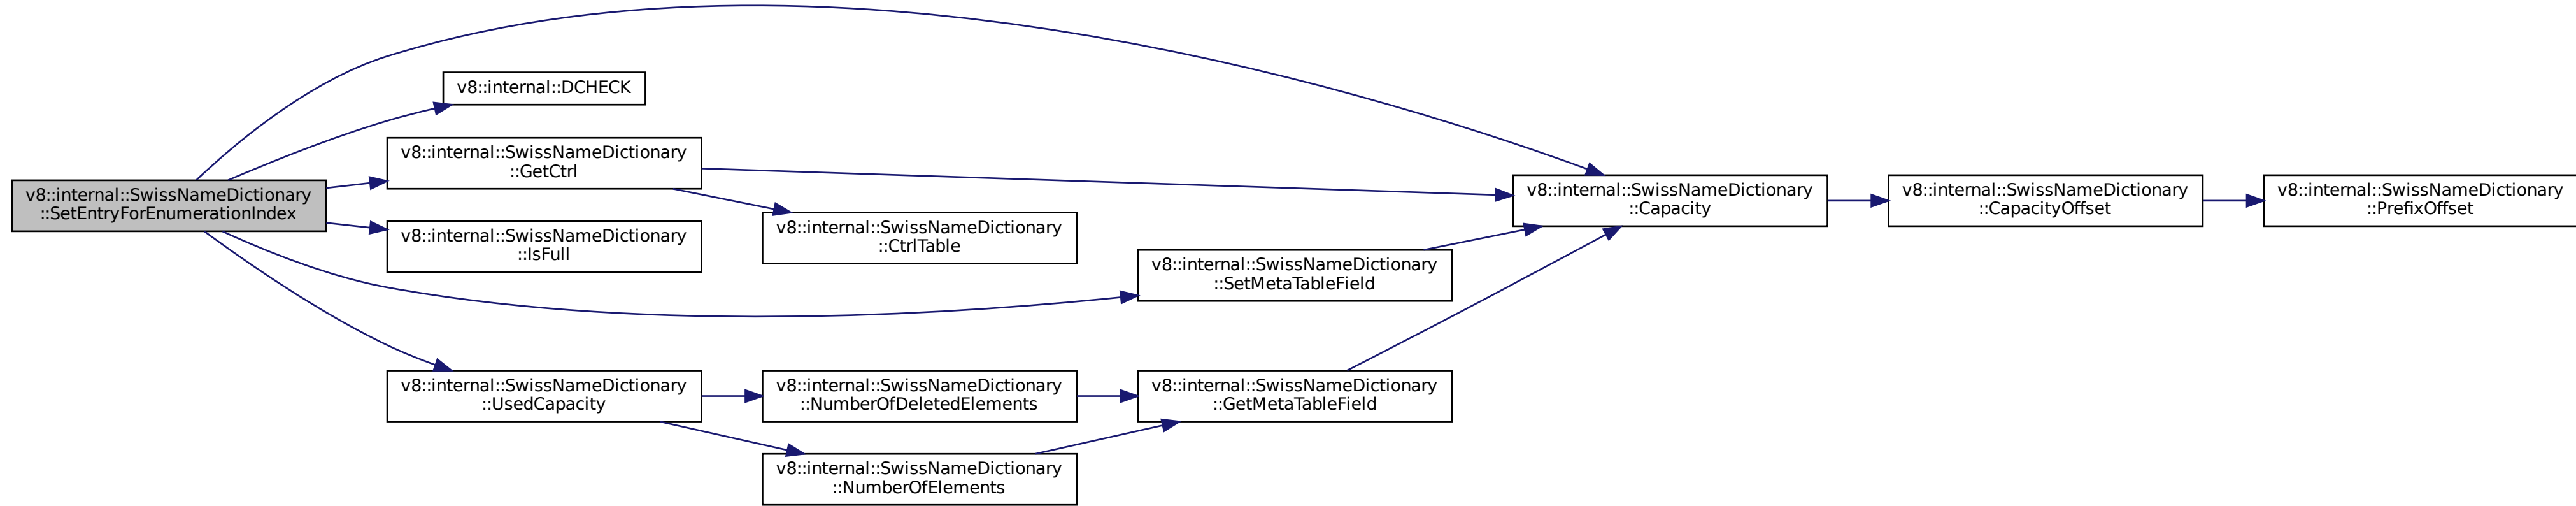 v8::internal::SwissNameDictionary
::SetEntryForEnumerationIndex
v8::internal::DCHECK
v8::internal::SwissNameDictionary
::GetCtrl
v8::internal::SwissNameDictionary
::IsFull
v8::internal::SwissNameDictionary
::UsedCapacity
v8::internal::SwissNameDictionary
::CtrlTable
v8::internal::SwissNameDictionary
::NumberOfDeletedElements
v8::internal::SwissNameDictionary
::NumberOfElements
v8::internal::SwissNameDictionary
::SetMetaTableField
v8::internal::SwissNameDictionary
::GetMetaTableField
v8::internal::SwissNameDictionary
::Capacity
v8::internal::SwissNameDictionary
::CapacityOffset
v8::internal::SwissNameDictionary
::PrefixOffset